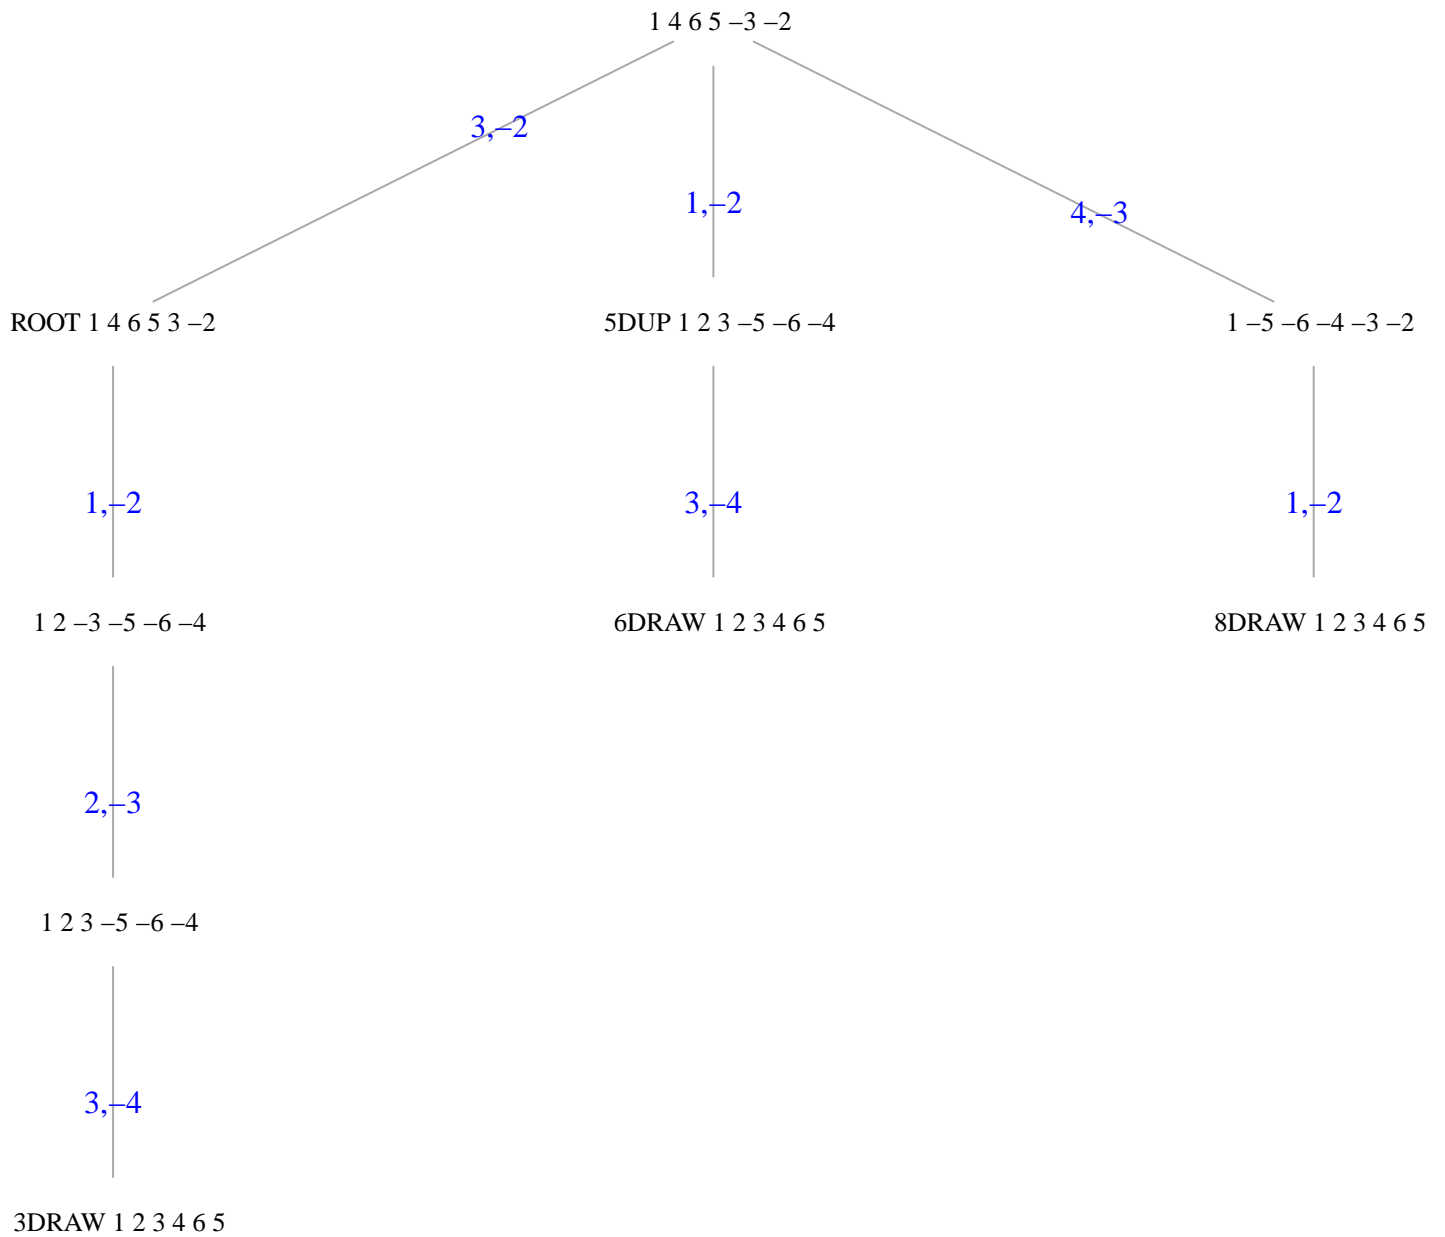 1 4 6 5 –3 –2
3,–2
1,–2
4,–3
ROOT 1 4 6 5 3 –2
5DUP 1 2 3 –5 –6 –4
1 –5 –6 –4 –3 –2
1,–2
3,–4
1,–2
1 2 –3 –5 –6 –4
6DRAW 1 2 3 4 6 5
8DRAW 1 2 3 4 6 5
2,–3
1 2 3 –5 –6 –4
3,–4
3DRAW 1 2 3 4 6 5